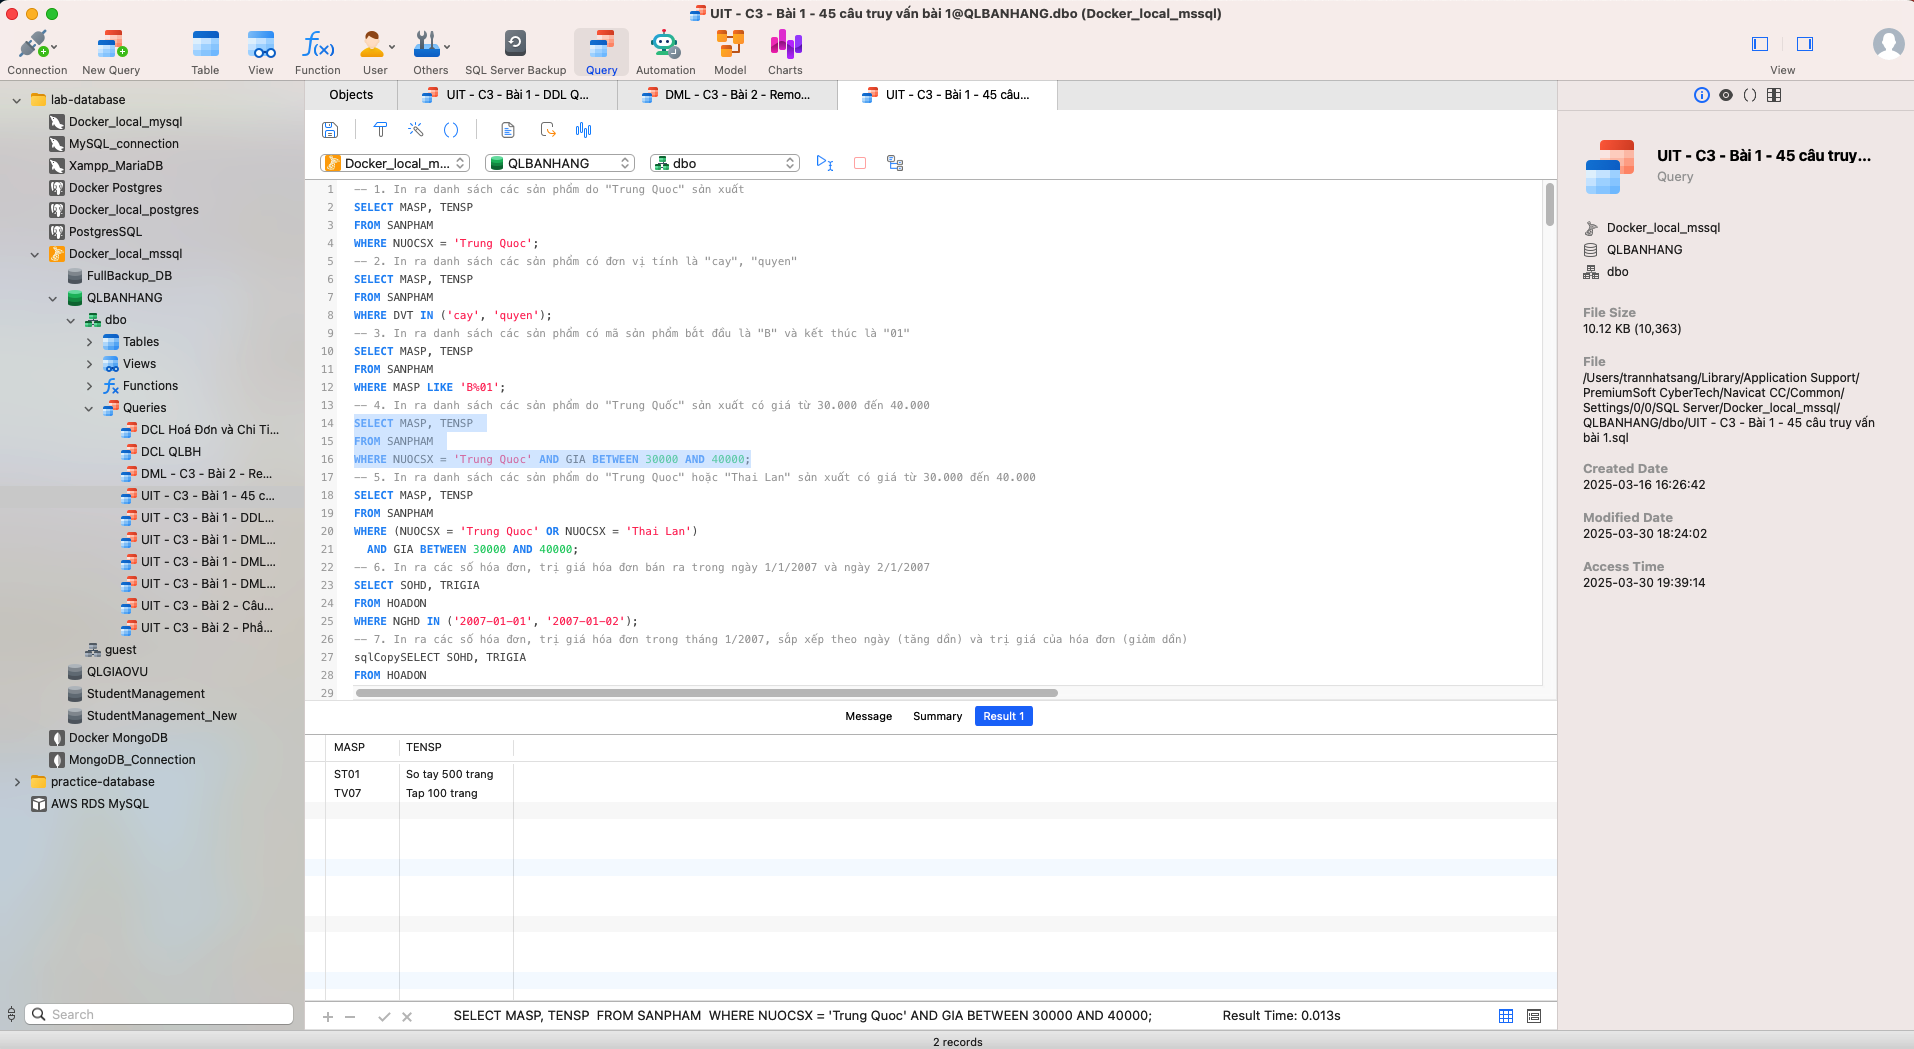 UIT - C3 - Bài 1 - 45 câu truy vấn bài 1@QLBANHANG.dbo (Docker_local_mssql)
Connection
New Query
Table
View
Function
User
Others
SQL Server Backup
Query
Automation
Model
Charts
View
lab-database
Docker_local_mysql
MySQL_connection
Xampp_MariaDB
Docker Postgres
Docker_local_postgres
PostgresSQL
Docker_local_mssql
FullBackup_DB
QLBANHANG
dbo
Tables
Views
Functions
Queries
DCL Hoá Đơn và Chi Ti...
DCL QLBH
DML - C3 - Bài 2 - Re...
UIT - C3 - Bài 1 - 45 c...
UIT - C3 - Bài 1 - DDL...
UIT - C3 - Bài 1 - DML...
UIT - C3 - Bài 1 - DML...
UIT - C3 - Bài 1 - DML...
UIT - C3 - Bài 2 - Câu...
UIT - C3 - Bài 2 - Phầ...
guest
QLGIAOVU
StudentManagement
StudentManagement_New
Docker MongoDB
MongoDB_Connection
practice-database
AWS RDS MySQL
Search
Objects
UIT - C3 - Bài 1 - DDL Q...
DML - C3 - Bài 2 - Remo...
UIT - C3 - Bài 1 - 45 câu...
Docker_local_m...
QLBANHANG
dbo
1 -- 1. In ra danh sách các sản phẩm do "Trung Quoc" sản xuất
2 SELECT MASP, TENSP
3 FROM SANPHAM
4 WHERE NUOCSX = 'Trung Quoc';
5 -- 2. In ra danh sách các sản phẩm có đơn vị tính là "cay", "quyen"
6 SELECT MASP, TENSP
7 FROM SANPHAM
8 WHERE DVT IN ('cay', 'quyen');
9 -- 3. In ra danh sách các sản phẩm có mã sản phẩm bắt đầu là "B" và kết thúc là "01"
10 SELECT MASP, TENSP
11 FROM SANPHAM
12 WHERE MASP LIKE 'B%01';
13 -- 4. In ra danh sách các sản phẩm do "Trung Quốc" sản xuất có giá từ 30.000 đến 40.000
14 SELECT MASP, TENSP
15 FROM SANPHAM
16 WHERE NUOCSX = 'Trung Quoc' AND GIA BETWEEN 30000 AND 40000;
17 -- 5. In ra danh sách các sản phẩm do "Trung Quoc" hoặc "Thai Lan" sản xuất có giá từ 30.000 đến 40.000
18 SELECT MASP, TENSP
19 FROM SANPHAM
20 WHERE (NUOCSX = 'Trung Quoc' OR NUOCSX = 'Thai Lan')
21 AND GIA BETWEEN 30000 AND 40000;
22 -- 6. In ra các số hóa đơn, trị giá hóa đơn bán ra trong ngày 1/1/2007 và ngày 2/1/2007
23 SELECT SOHD, TRIGIA
24 FROM HOADON
25 WHERE NGHD IN ('2007-01-01', '2007-01-02');
26 -- 7. In ra các số hóa đơn, trị giá hóa đơn trong tháng 1/2007, sắp xếp theo ngày (tăng dần) và trị giá của hóa đơn (giảm dần)
27 sqlCopySELECT SOHD, TRIGIA
28 FROM HOADON
29
Message
Summary
Result 1
MASP TENSP
ST01 So tay 500 trang
TV07 Tap 100 trang
SELECT MASP, TENSP FROM SANPHAM WHERE NUOCSX = 'Trung Quoc' AND GIA BETWEEN 30000 AND 40000;
Result Time: 0.013s
2 records
UIT - C3 - Bài 1 - 45 câu truy...
Query
Docker_local_mssql
QLBANHANG
dbo
File Size
10.12 KB (10,363)
File
/Users/trannhatsang/Library/Application Support/
PremiumSoft CyberTech/Navicat CC/Common/
Settings/0/0/SQL Server/Docker_local_mssql/
QLBANHANG/dbo/UIT - C3 - Bài 1 - 45 câu truy vấn
bài 1.sql
Created Date
2025-03-16 16:26:42
Modified Date
2025-03-30 18:24:02
Access Time
2025-03-30 19:39:14